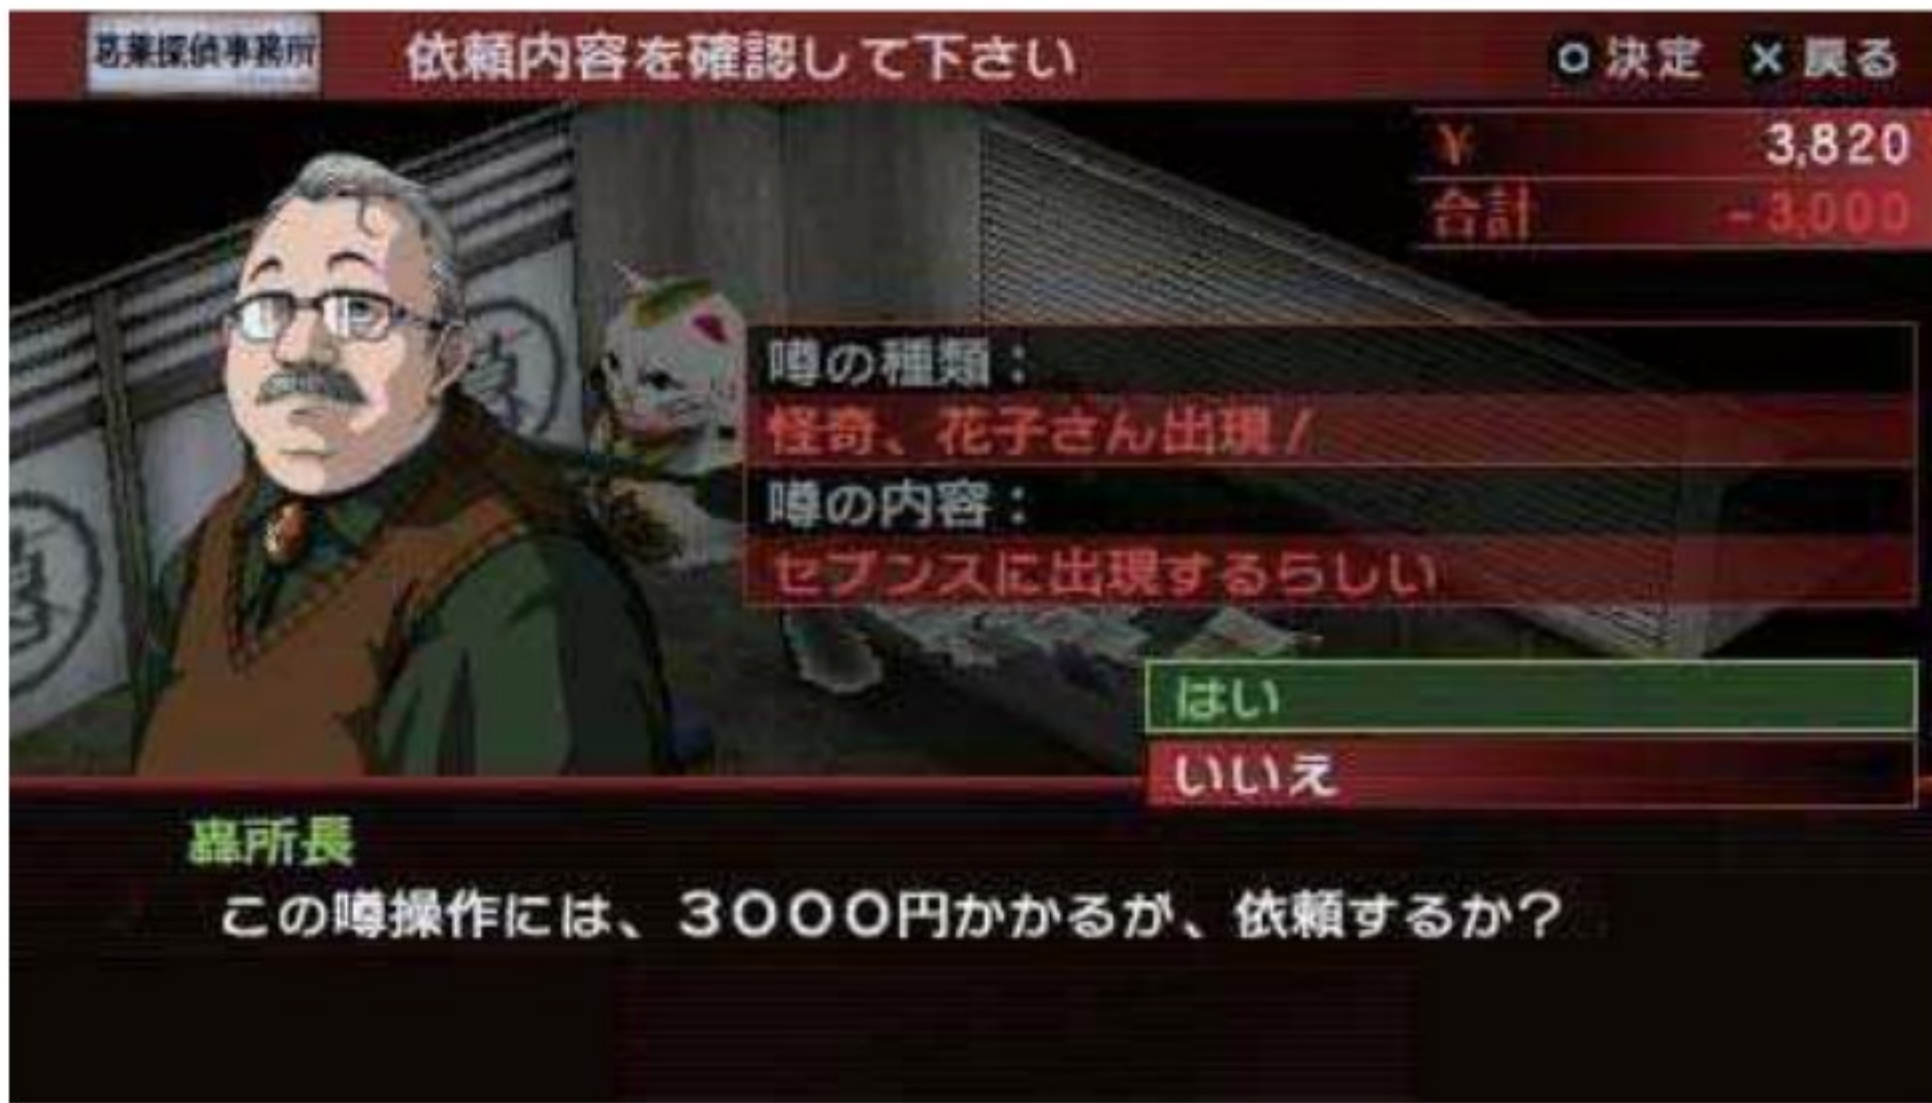 葛葉探偵事務所
依頼内容を確認して下さい
○決定 ×戻る
¥ 3,820
合計 -3,000
噂の種類：
怪奇、花子さん出現！
噂の内容：
セブンスに出現するらしい
はい
いいえ
轟所長
この噂操作には、3000円かかるが、依頼するか？